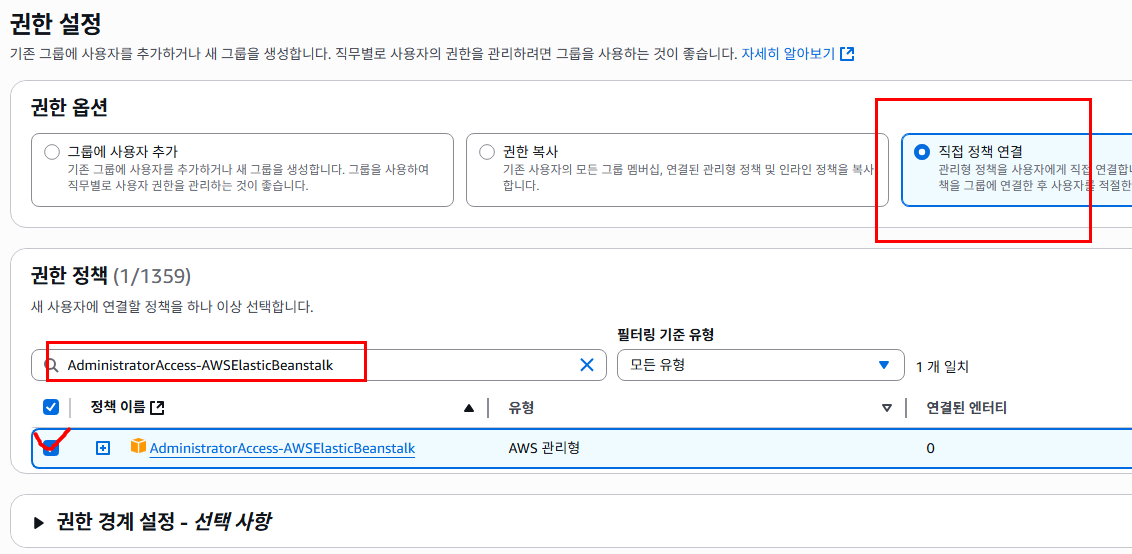 권한 설정
기존 그룹에 사용자를 추가하거나 새 그룹을 생성합니다. 직무별로 사용자의 권한을 관리하려면 그룹을 사용하는 것이 좋습니다. 자세히 알아보기
권한 옵션
그룹에 사용자 추가
기존 그룹에 사용자를 추가하거나 새 그룹을 생성합니다. 그룹을 사용하여
직무별로 사용자 권한을 관리하는 것이 좋습니다.
권한 복사
기존 사용자의 모든 그룹 멤버십, 연결된 관리형 정책 및 인라인 정책을 복사
합니다.
직접 정책 연결
관리형 정책을 사용자에게 직접 연결합니
책을 그룹에 연결한 후 사용자를 적절한
권한 정책 (1/1359)
새 사용자에 연결할 정책을 하나 이상 선택합니다.
필터링 기준 유형
AdministratorAccess-AWSElasticBeanstalk
모든 유형
1 개 일치
정책 이름
유형
연결된 엔터티
AdministratorAccess-AWSElasticBeanstalk
AWS 관리형
0
권한 경계 설정 - 선택 사항